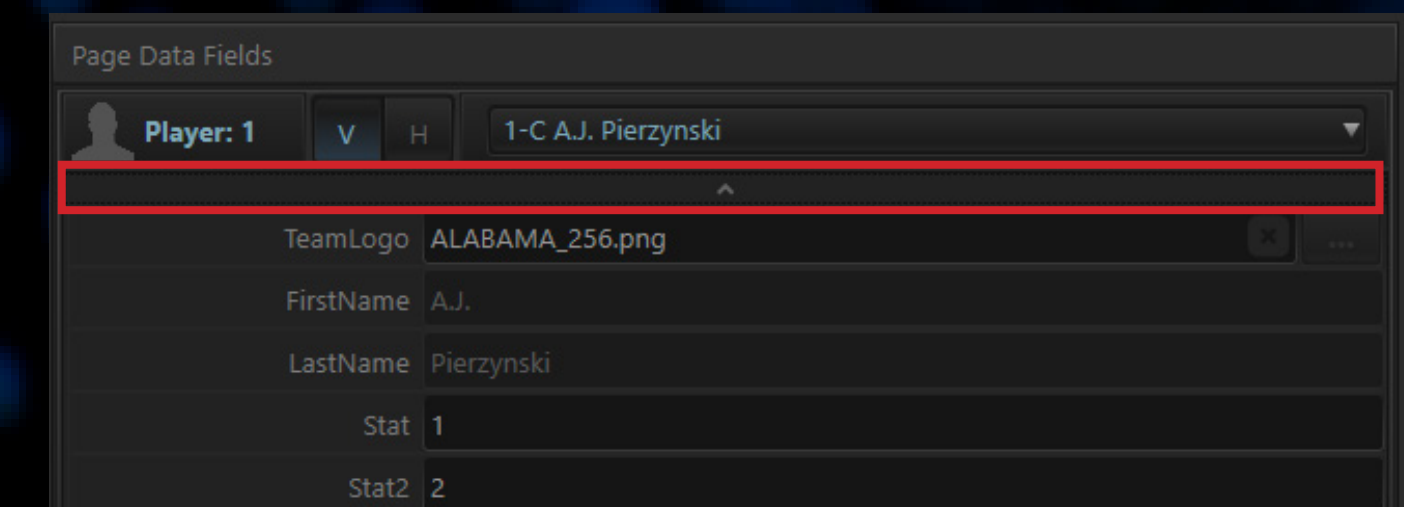 Page Data Fields
Player: 1 V H 1-C A.J. Pierzynski
TeamLogo ALABAMA_256.png ...
FirstName A.J.
LastName Pierzynski
Stat 1
Stat2 2